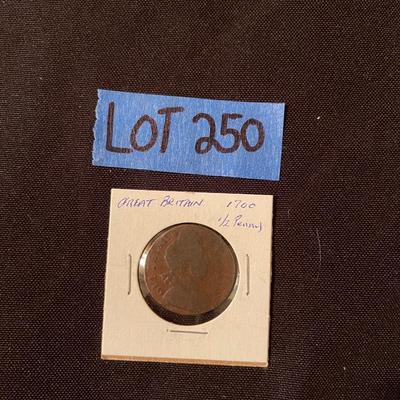 LOT 250
GREAT BRITAIN 1700
1/2 PENNY